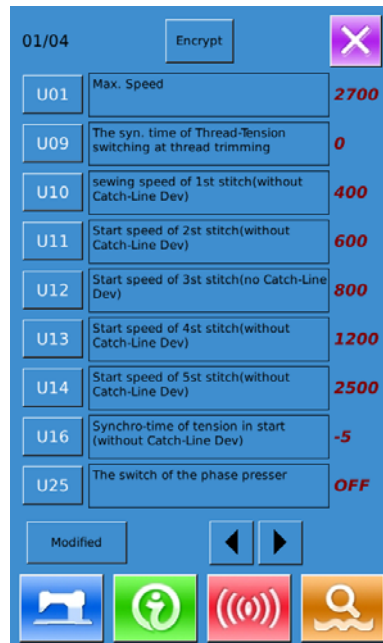 01/04
Encrypt
U01
Max. Speed
2700
U09
The syn. time of Thread-Tension
switching at thread trimming
0
U10
sewing speed of 1st stitch(without
Catch-Line Dev)
400
U11
Start speed of 2st stitch(without
Catch-Line Dev)
600
U12
Start speed of 3st stitch(no Catch-Line
Dev)
800
U13
Start speed of 4st stitch(without
Catch-Line Dev)
1200
U14
Start speed of 5st stitch(without
Catch-Line Dev)
2500
U16
Synchro-time of tension in start
(without Catch-Line Dev)
-5
U25
The switch of the phase presser
OFF
Modified